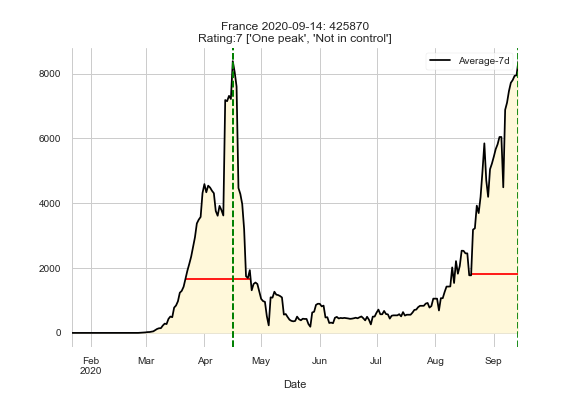 France 2020-09-14: 425870
Rating:7 ['One peak', 'Not in control']
Average-7d
8000
6000
4000
2000
0
Feb Mar Apr May Jun Jul Aug Sep
2020
Date